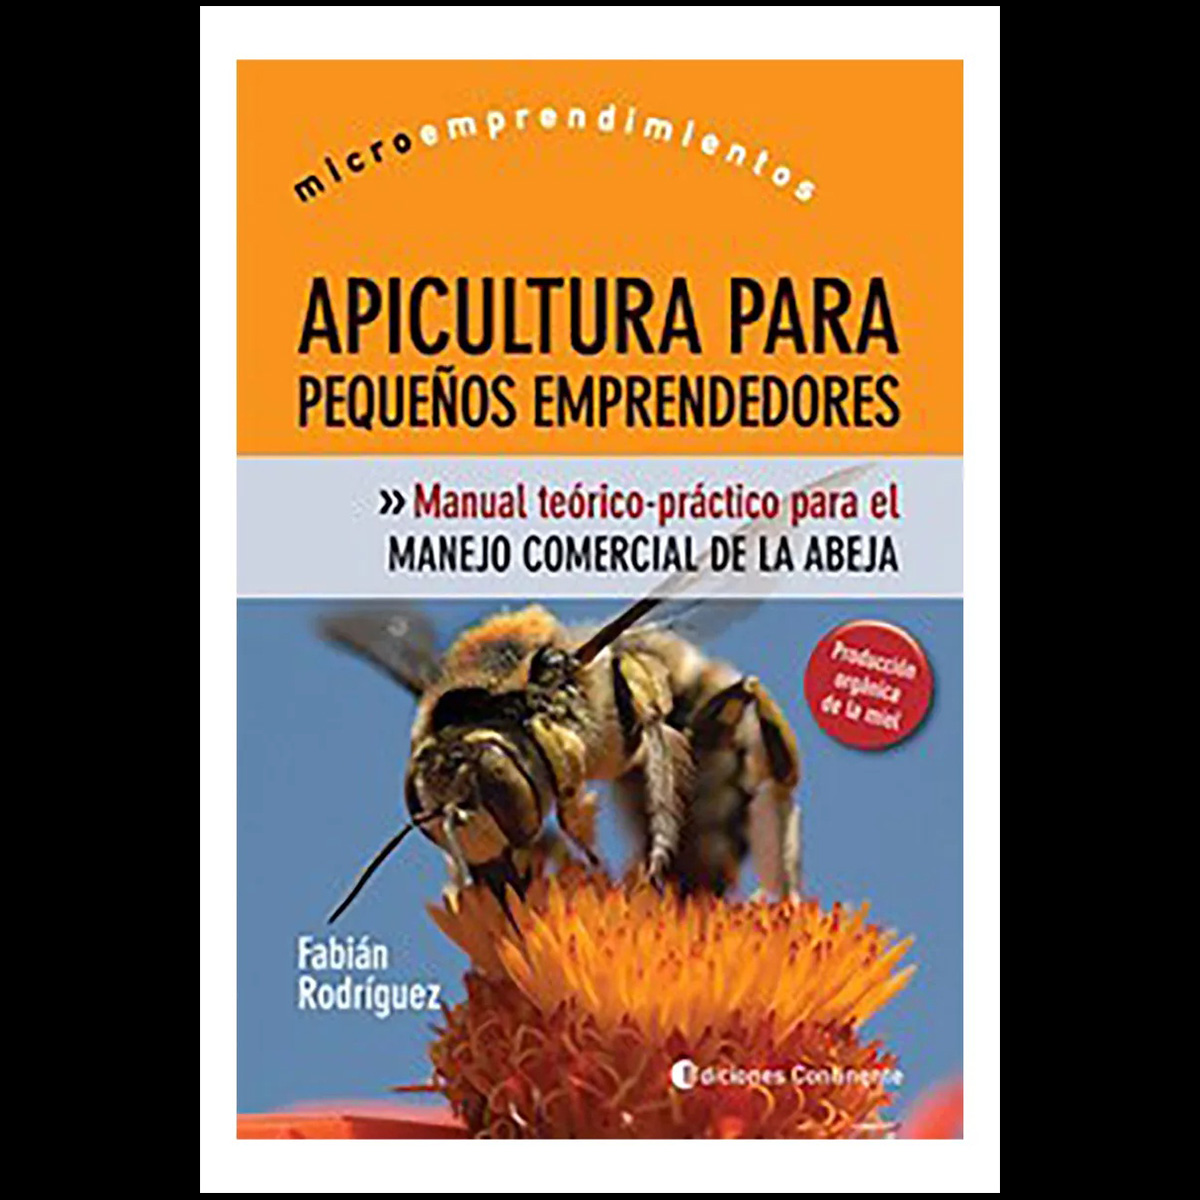 microemprendimientos
APICULTURA PARA
PEQUEÑOS EMPRENDEDORES
» Manual teórico-práctico para el
MANEJO COMERCIAL DE LA ABEJA
Producción
orgánica
de la miel
Fabián
Rodríguez
Ediciones Continente